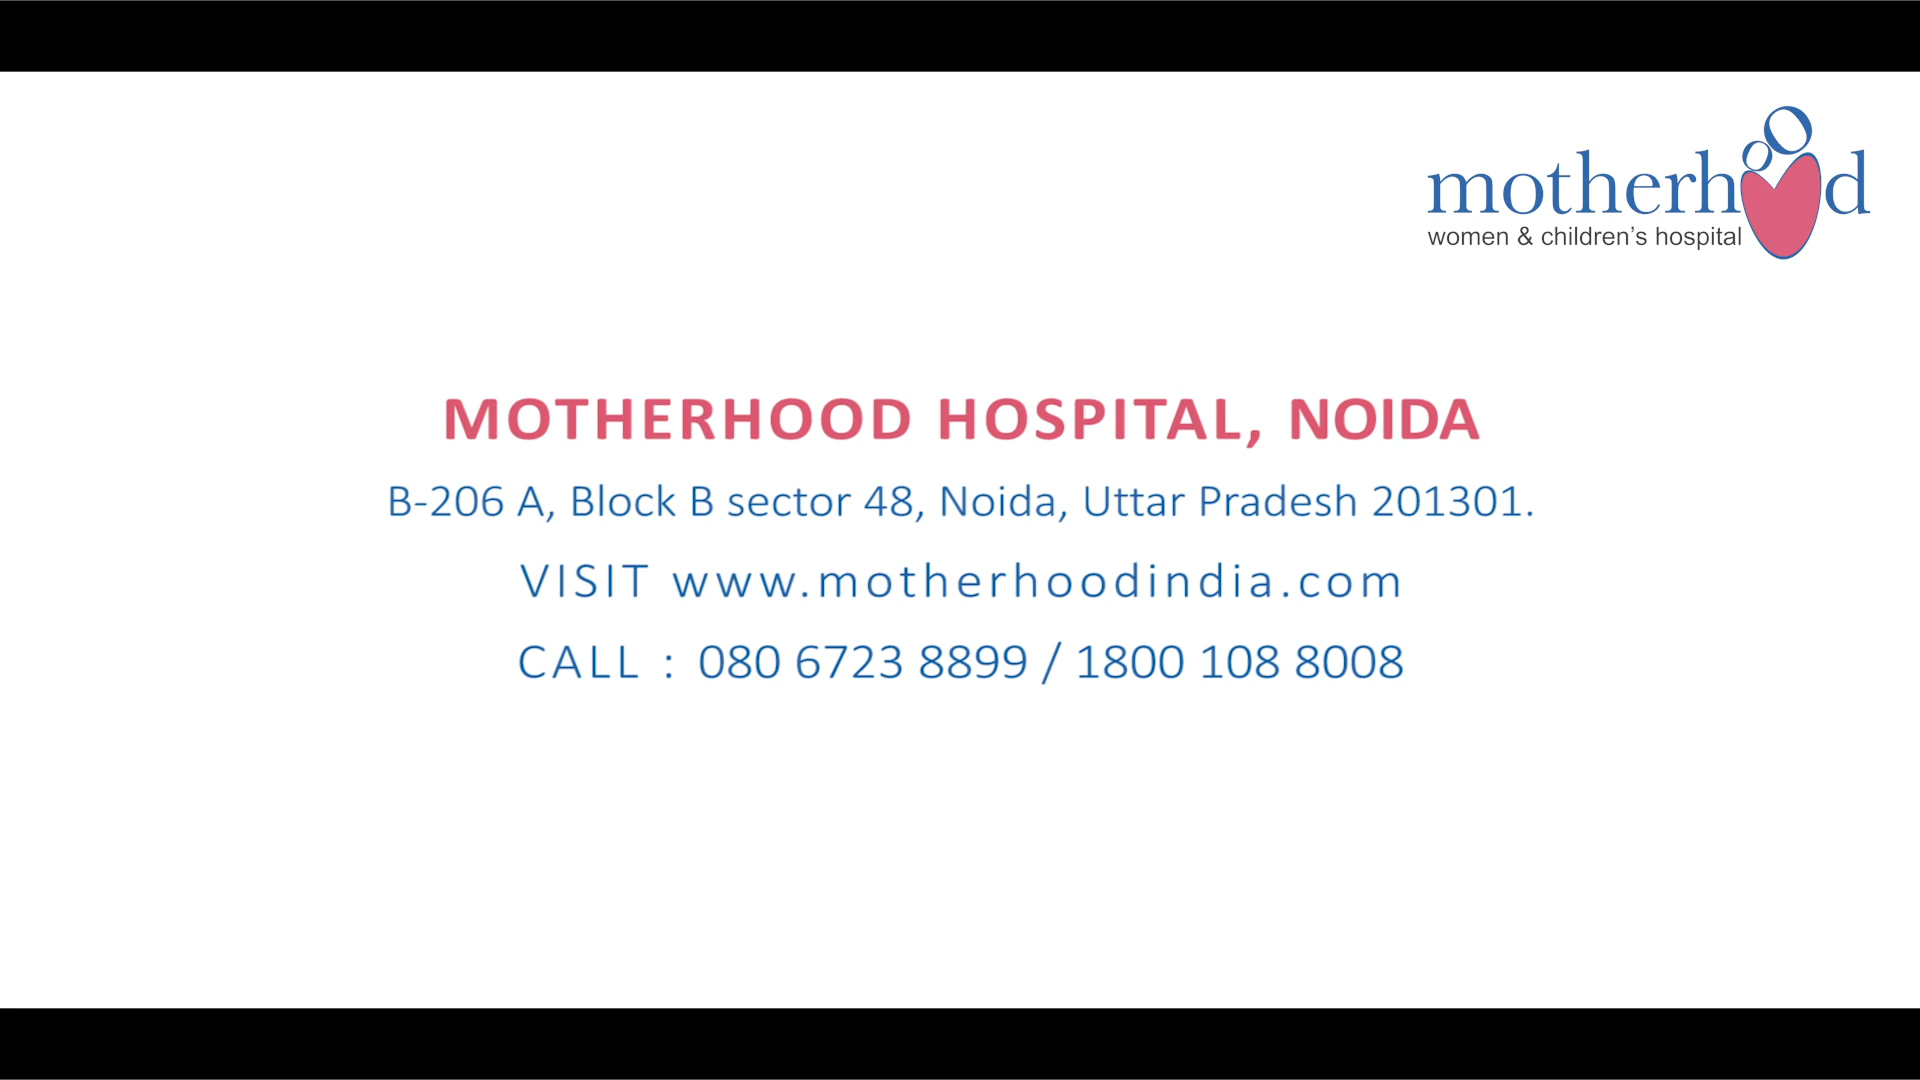 motherhood
women & children's hospital
MOTHERHOOD HOSPITAL, NOIDA
B-206 A, Block B sector 48, Noida, Uttar Pradesh 201301.
VISIT www.motherhoodindia.com
CALL : 080 6723 8899 / 1800 108 8008